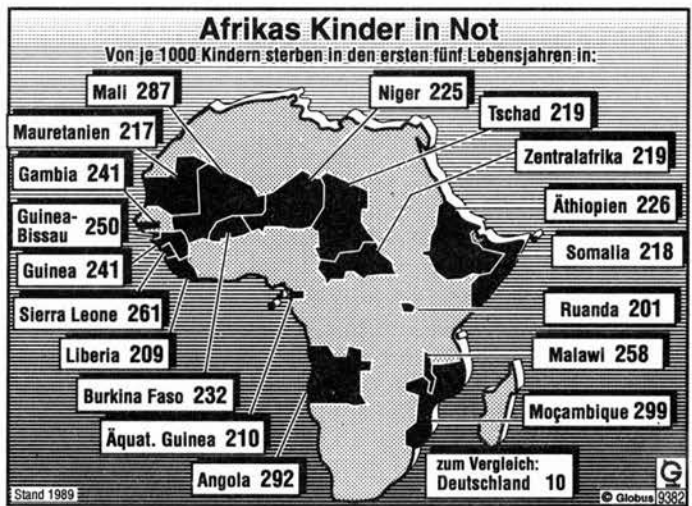 Afrikas Kinder in Not
Von je 1000 Kindern sterben in den ersten fünf Lebensjahren in:
Mali 287
Niger 225
Mauretanien 217
Tschad 219
Gambia 241
Zentralafrika 219
Guinea-
Bissau 250
Äthiopien 226
Guinea 241
Somalia 218
Sierra Leone 261
Ruanda 201
Liberia 209
Malawi 258
Burkina Faso 232
Moçambique 299
Äquat. Guinea 210
Angola 292
zum Vergleich:
Deutschland 10
Stand 1989
G
© Globus 9382